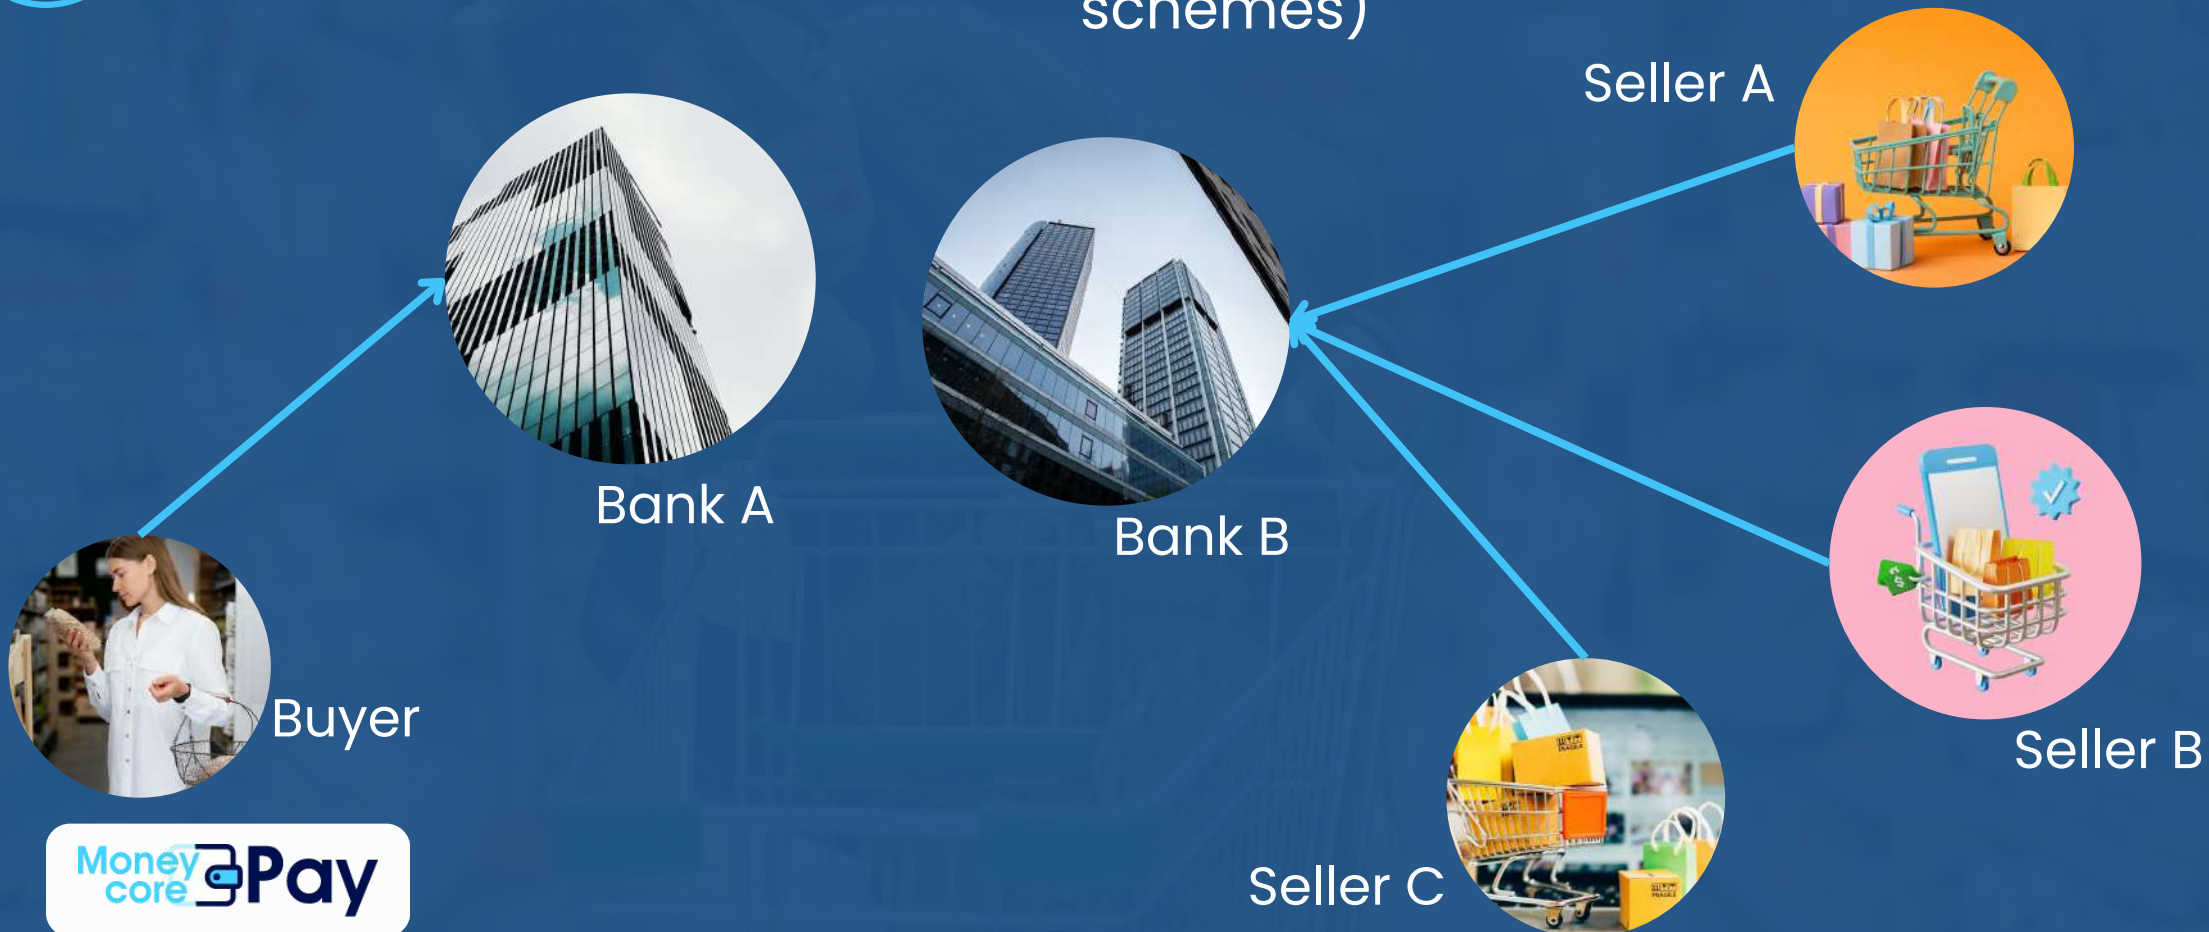 schemes)
Seller A
Bank A
Bank B
Buyer
Seller B
Seller C
Money
core Pay